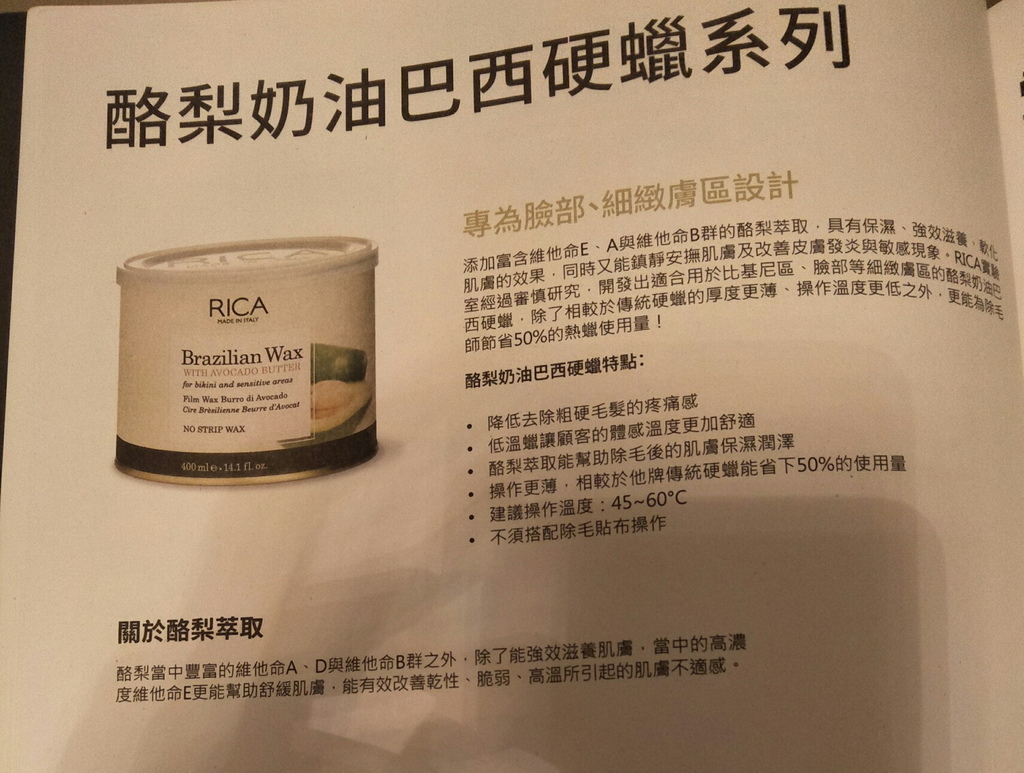 酪梨奶油巴西硬蠟系列
專為臉部、細緻膚區設計
添加富含維他命E、A與維他命B群的酪梨萃取，具有保濕、強效滋養、軟化
肌膚的效果，同時又能鎮靜安撫肌膚及改善皮膚發炎與敏感現象。RICA實驗
室經過審慎研究，開發出適合用於比基尼區、臉部等細緻膚區的酪梨奶油巴
西硬蠟，除了相較於傳統硬蠟的厚度更薄、操作溫度更低之外，更能為除毛
師節省50%的熱蠟使用量！
酪梨奶油巴西硬蠟特點：
• 降低去除粗硬毛髮的疼痛感
• 低溫蠟讓顧客的體感溫度更加舒適
• 酪梨萃取能幫助除毛後的肌膚保濕潤澤
• 操作更薄，相較於他牌傳統硬蠟能省下50%的使用量
• 建議操作溫度：45~60°C
• 不須搭配除毛貼布操作
RICA
MADE IN ITALY
Brazilian Wax
WITH AVOCADO BUTTER
for bikini and sensitive areas
Film Wax Burro di Avocado
Cire Brèsilienne Beurre d'Avocat
NO STRIP WAX
400 ml e • 14.1 fl. oz.
關於酪梨萃取
酪梨當中豐富的維他命A、D與維他命B群之外，除了能強效滋養肌膚，當中的高濃
度維他命E更能幫助舒緩肌膚，能有效改善乾性、脆弱、高溫所引起的肌膚不適感。